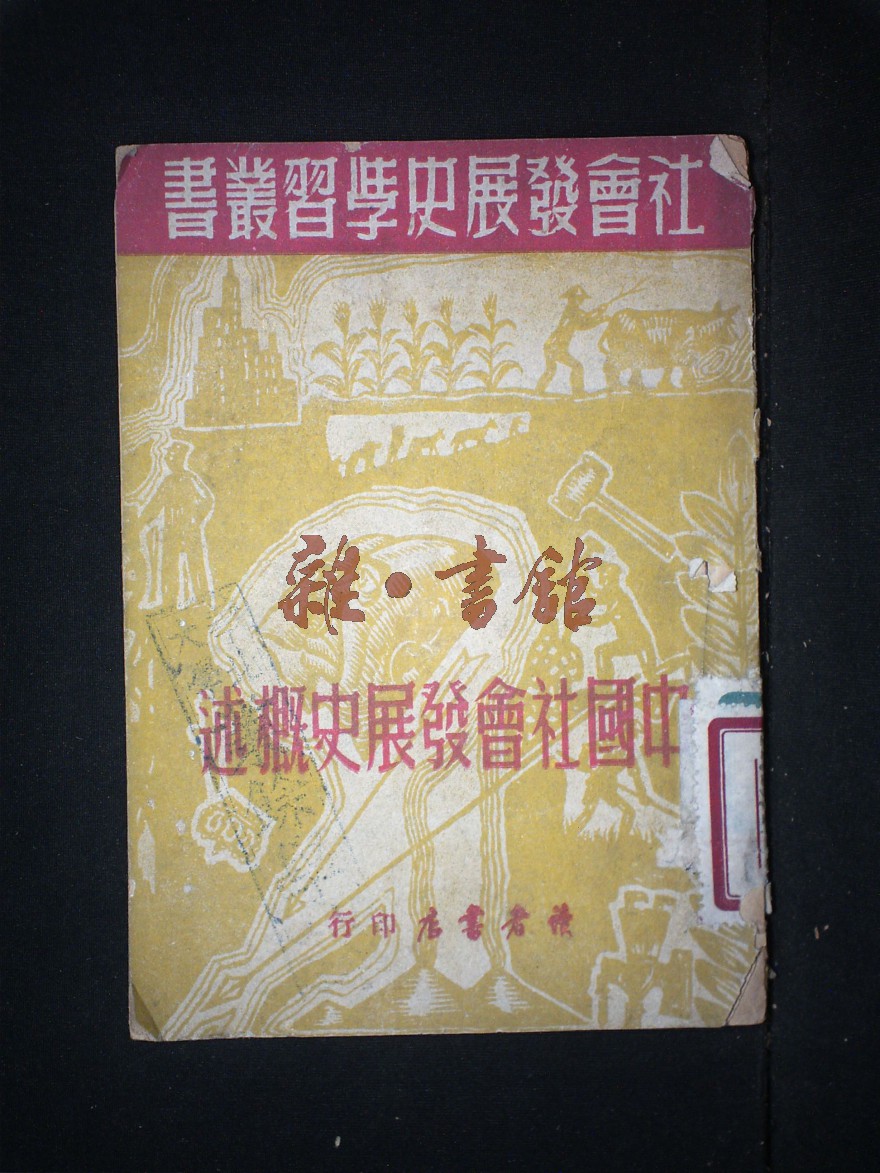 社會發展史學習叢書
雜·書館
中國社會發展史概述
讀者書店印行